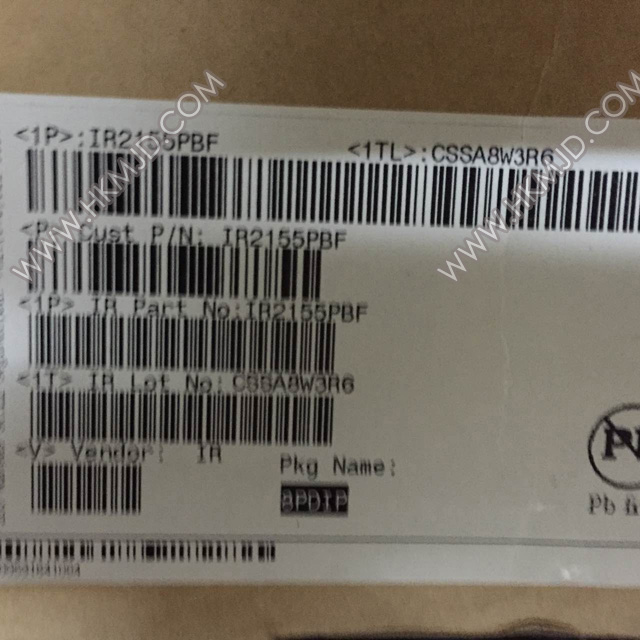 <1P>:IR2155PBF
<1TL>:CSSA8W3R6
<P> Cust P/N: IR2155PBF
<1P> IR Part No:IR2155PBF
<1T> IR Lot No:CSSA8W3R6
<V> Vendor: IR
Pkg Name:
8PDIP
Pb
WWW.HKMJD.COM
WWW.HKMJD.COM